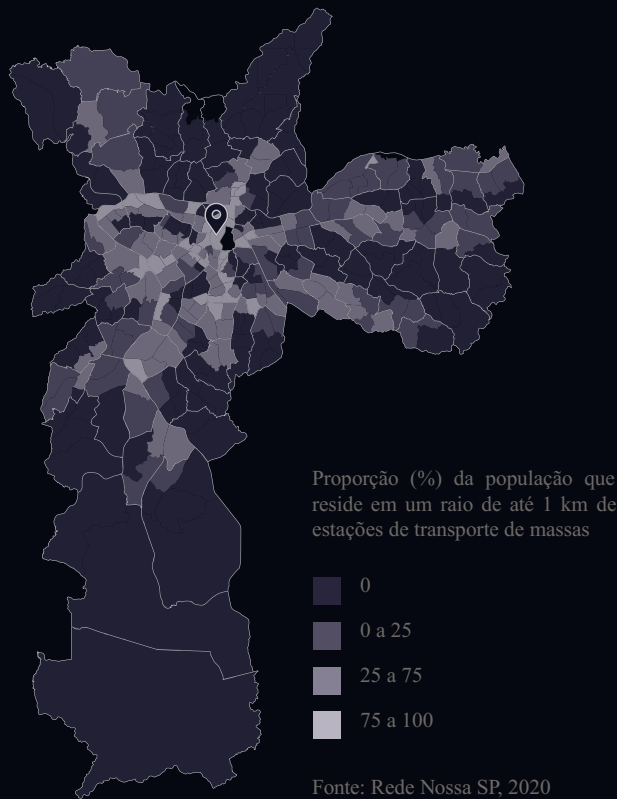 Proporção (%) da população que
reside em um raio de até 1 km de
estações de transporte de massas
0
0 a 25
25 a 75
75 a 100
Fonte: Rede Nossa SP, 2020